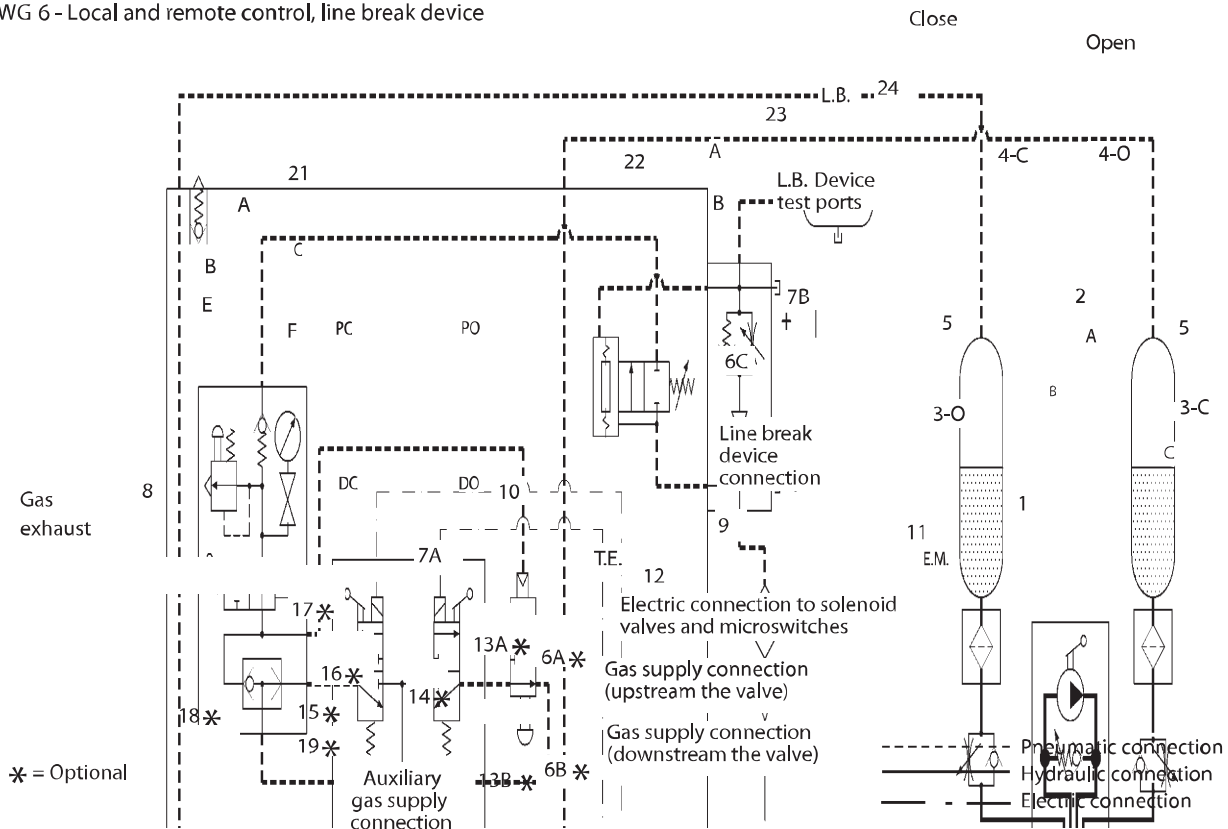 WG 6 - Local and remote control, line break device
Close
Open
L.B.
24
23
A
4-C
4-O
21
22
L.B. Device
test ports
A
B
C
B
E
7B
2
F
PC
PO
5
A
5
6C
B
3-O
3-C
Line break
device
connection
C
8
DC
DO
10
Gas
exhaust
9
1
11
E.M.
7A
T.E.
12
Electric connection to solenoid
valves and microswitches
17*
13A*
6A*
Gas supply connection
(upstream the valve)
16*
14*
18*
15*
19*
Gas supply connection
(downstream the valve)
Pneumatic connection
Hydraulic connection
Electric connection
* = Optional
13B*
6B*
Auxiliary
gas supply
connection